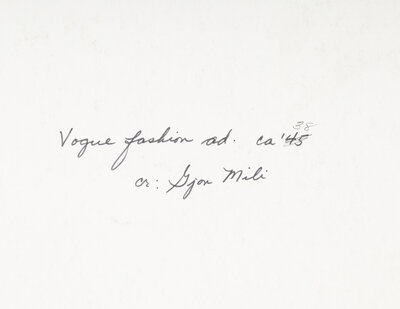 Vogue fashion ad. ca '45 38
cr: Gjon Mili